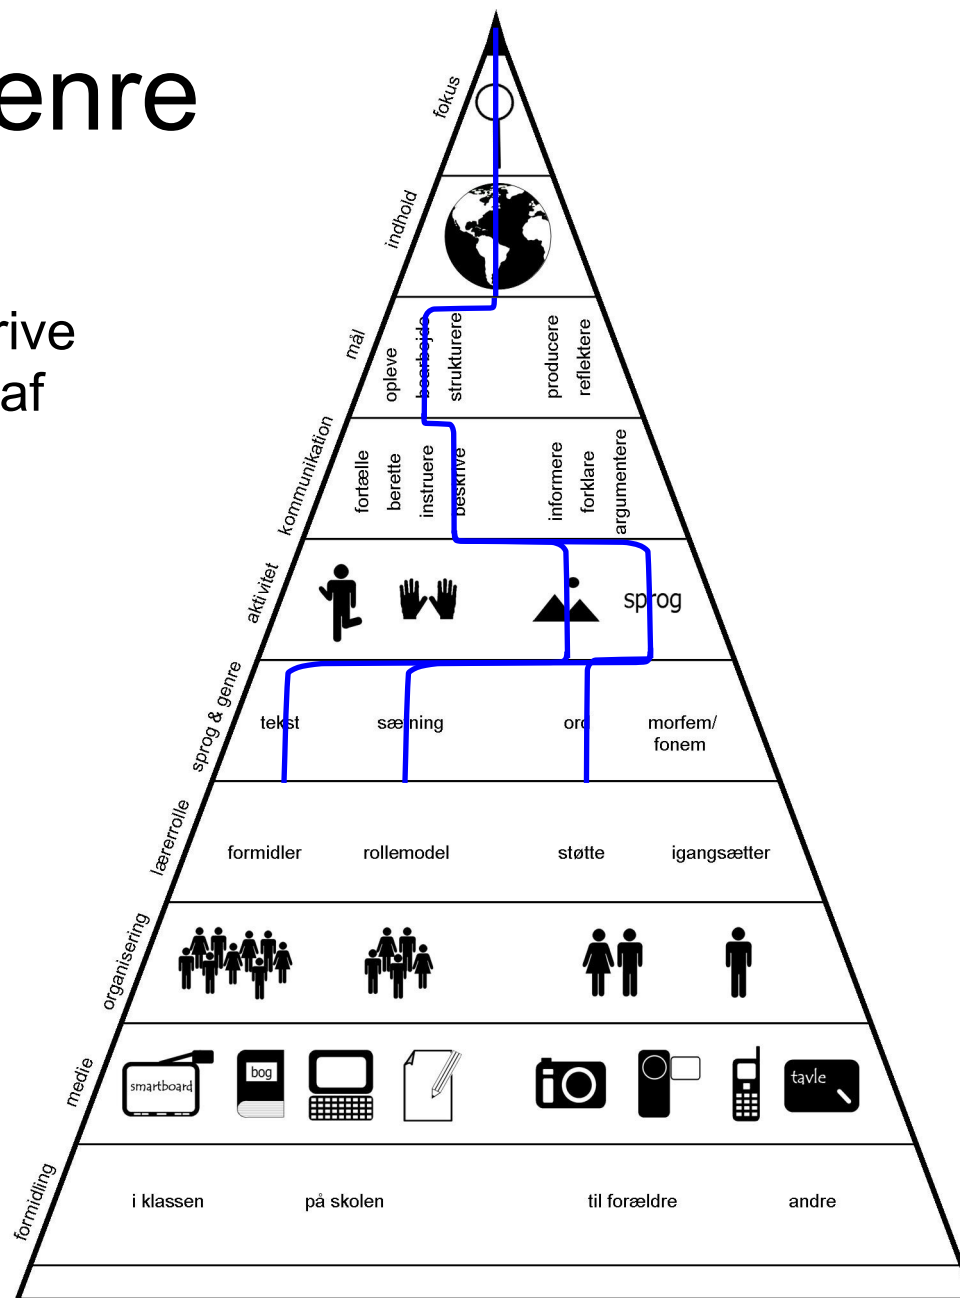 enre
rive
af
fokus
indhold
mål
opleve bearbejde strukturere producere reflektere
kommunikation
fortælle berette instruere beskrive informere forklare argumentere
aktivitet
sprog
sprog & genre
tekst sætning ord morfem/
fonem
lærerrolle
formidler rollemodel støtte igangsætter
organisering
medie
smartboard bog tavle
formidling
i klassen på skolen til forældre andre